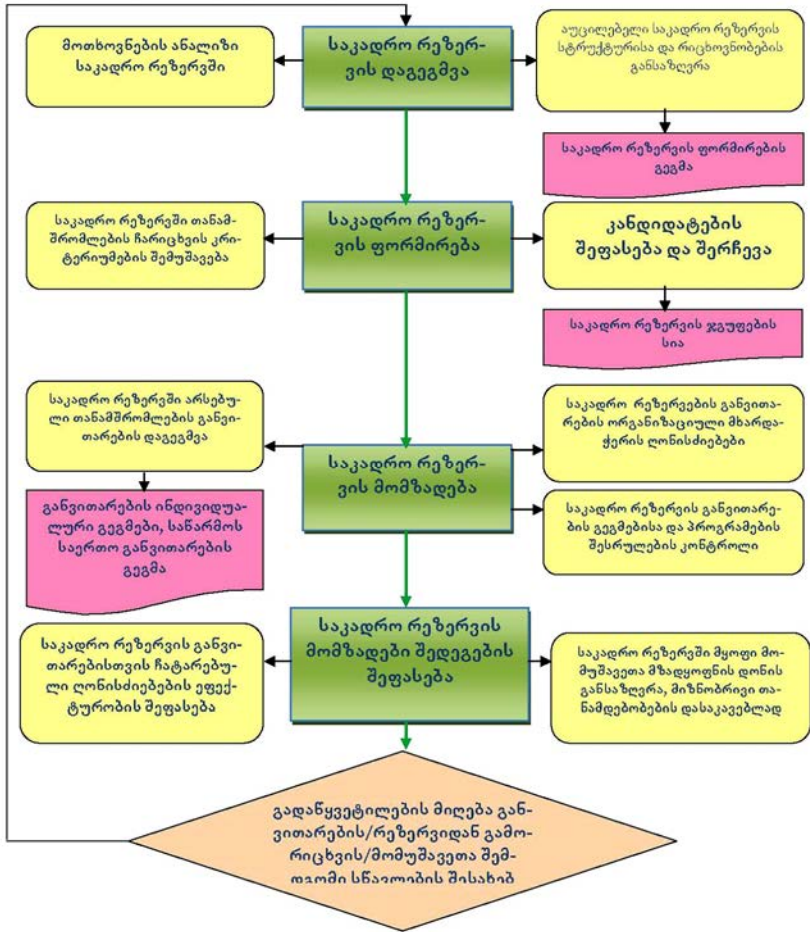 მოთხოვნების ანალიზი
საკადრო რეზერვში
საკადრო რეზერ-
ვის დაგეგმვა
აუცილებელი საკადრო რეზერვის
სტრუქტურისა და რიცხოვნობების
განსაზღვრა
საკადრო რეზერვის ფორმირების
გეგმა
საკადრო რეზერვში თანამ-
შრომლების ჩარიცხვის კრი-
ტერიუმების შემუშავება
საკადრო რეზერ-
ვის ფორმირება
კანდიდატების
შეფასება და შერჩევა
საკადრო რეზერვის ჯგუფების
სია
საკადრო რეზერვში არსებუ-
ლი თანამშრომლების განვი-
თარების დაგეგმვა
განვითარების ინდივიდუა-
ლური გეგმები, საწარმოს
საერთო განვითარების
გეგმა
საკადრო რეზერ-
ვის მომზადება
საკადრო რეზერვების განვით-
არების ორგანიზაციული მხარდა-
ჭერის ღონისძიებები
საკადრო რეზერვის განვითარე-
ბის გეგმებისა და პროგრამების
შესრულების კონტროლი
საკადრო რეზერვის განვი-
თარებისთვის ჩატარებუ-
ლი ღონისძიებების ეფექ-
ტურობის შეფასება
საკადრო რეზერვის
მომზადები შედეგების
შეფასება
საკადრო რეზერვში მყოფი მო-
მუშავეთა მზადყოფნის დონის
განსაზღვრა, მიზნობრივი თა-
ნამდებობების დასაკავებლად
გადაწყვეტილების მიღება გან-
ვითარების/რეზერვიდან გამო-
რიცხვის/მომუშავეთა შემ-
დგომი სწავლების შესახებ